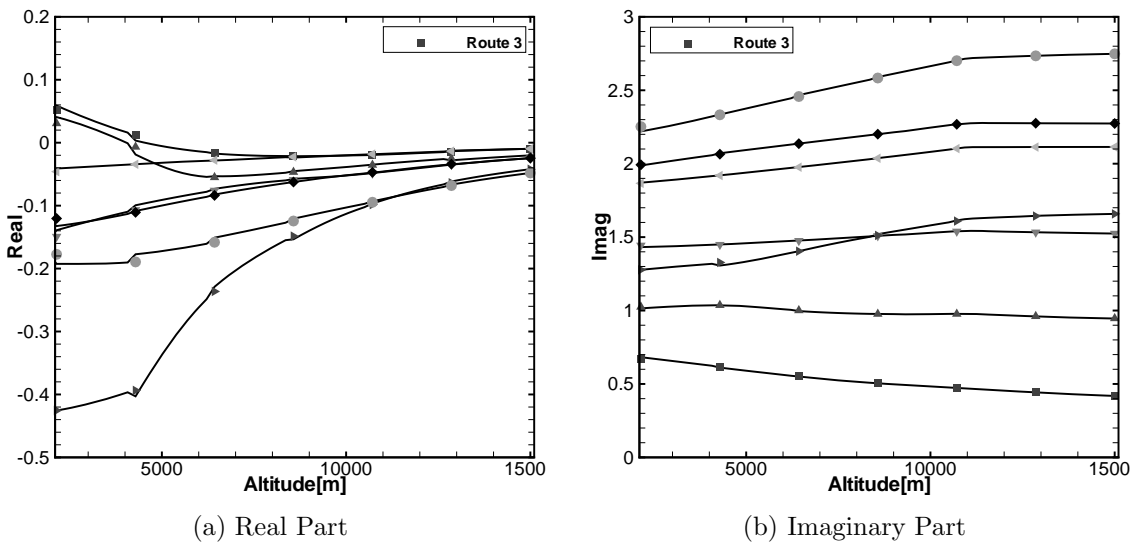 0.2
0.1
0
-0.1
-0.2
-0.3
-0.4
-0.5
Real
5000
10000
1500
Altitude[m]
Route 3
(a) Real Part
3
2.5
2
1.5
1
0.5
0
Imag
5000
10000
1500
Altitude[m]
Route 3
(b) Imaginary Part